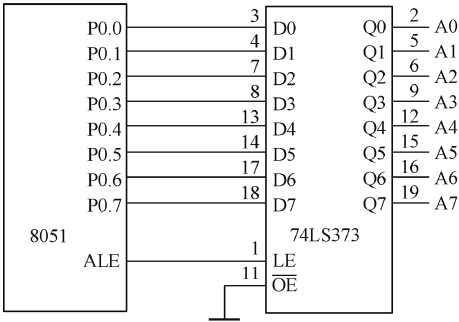 P0.0 3 D0 Q0 2 A0
P0.1 4 D1 Q1 5 A1
P0.2 7 D2 Q2 6 A2
P0.3 8 D3 Q3 9 A3
P0.4 13 D4 Q4 12 A4
P0.5 14 D5 Q5 15 A5
P0.6 17 D6 Q6 16 A6
P0.7 18 D7 Q7 19 A7
8051 74LS373
ALE 1 LE
11 OE